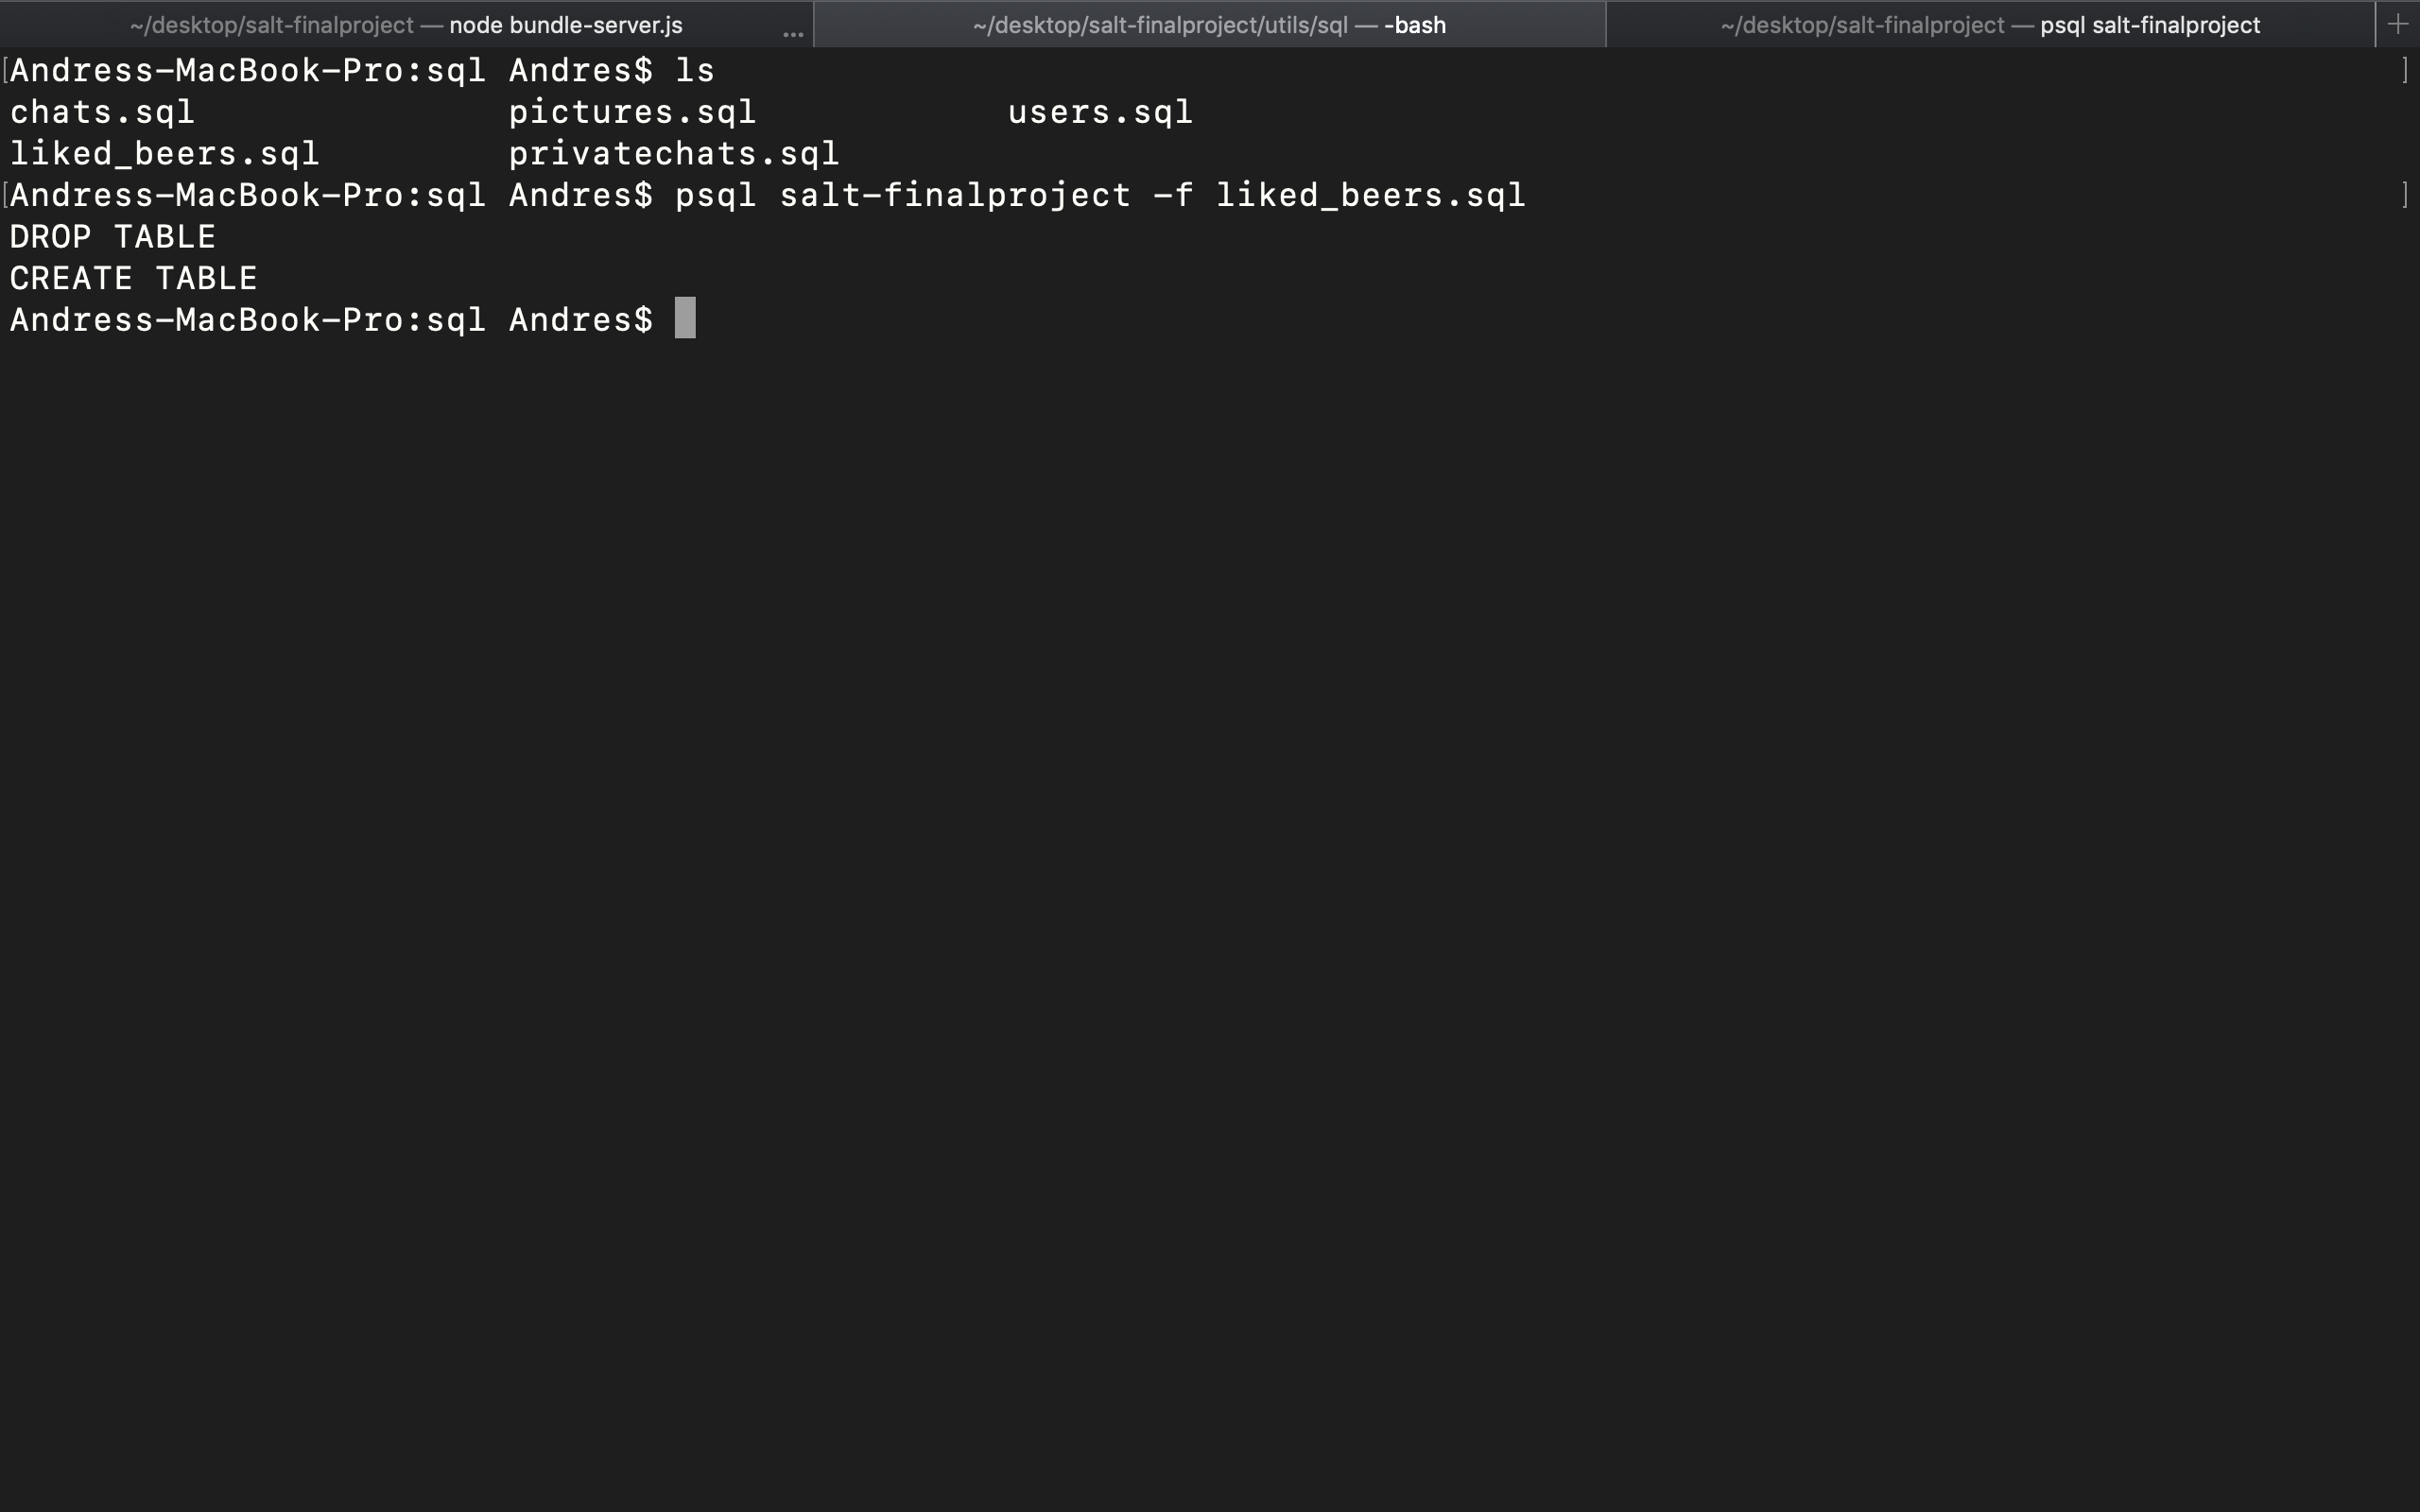 ~/desktop/salt-finalproject — node bundle-server.js ... ~/desktop/salt-finalproject/utils/sql — -bash ~/desktop/salt-finalproject — psql salt-finalproject +
[Andress-MacBook-Pro:sql Andres$ ls ]
chats.sql pictures.sql users.sql
liked_beers.sql privatechats.sql
[Andress-MacBook-Pro:sql Andres$ psql salt-finalproject -f liked_beers.sql ]
DROP TABLE
CREATE TABLE
Andress-MacBook-Pro:sql Andres$